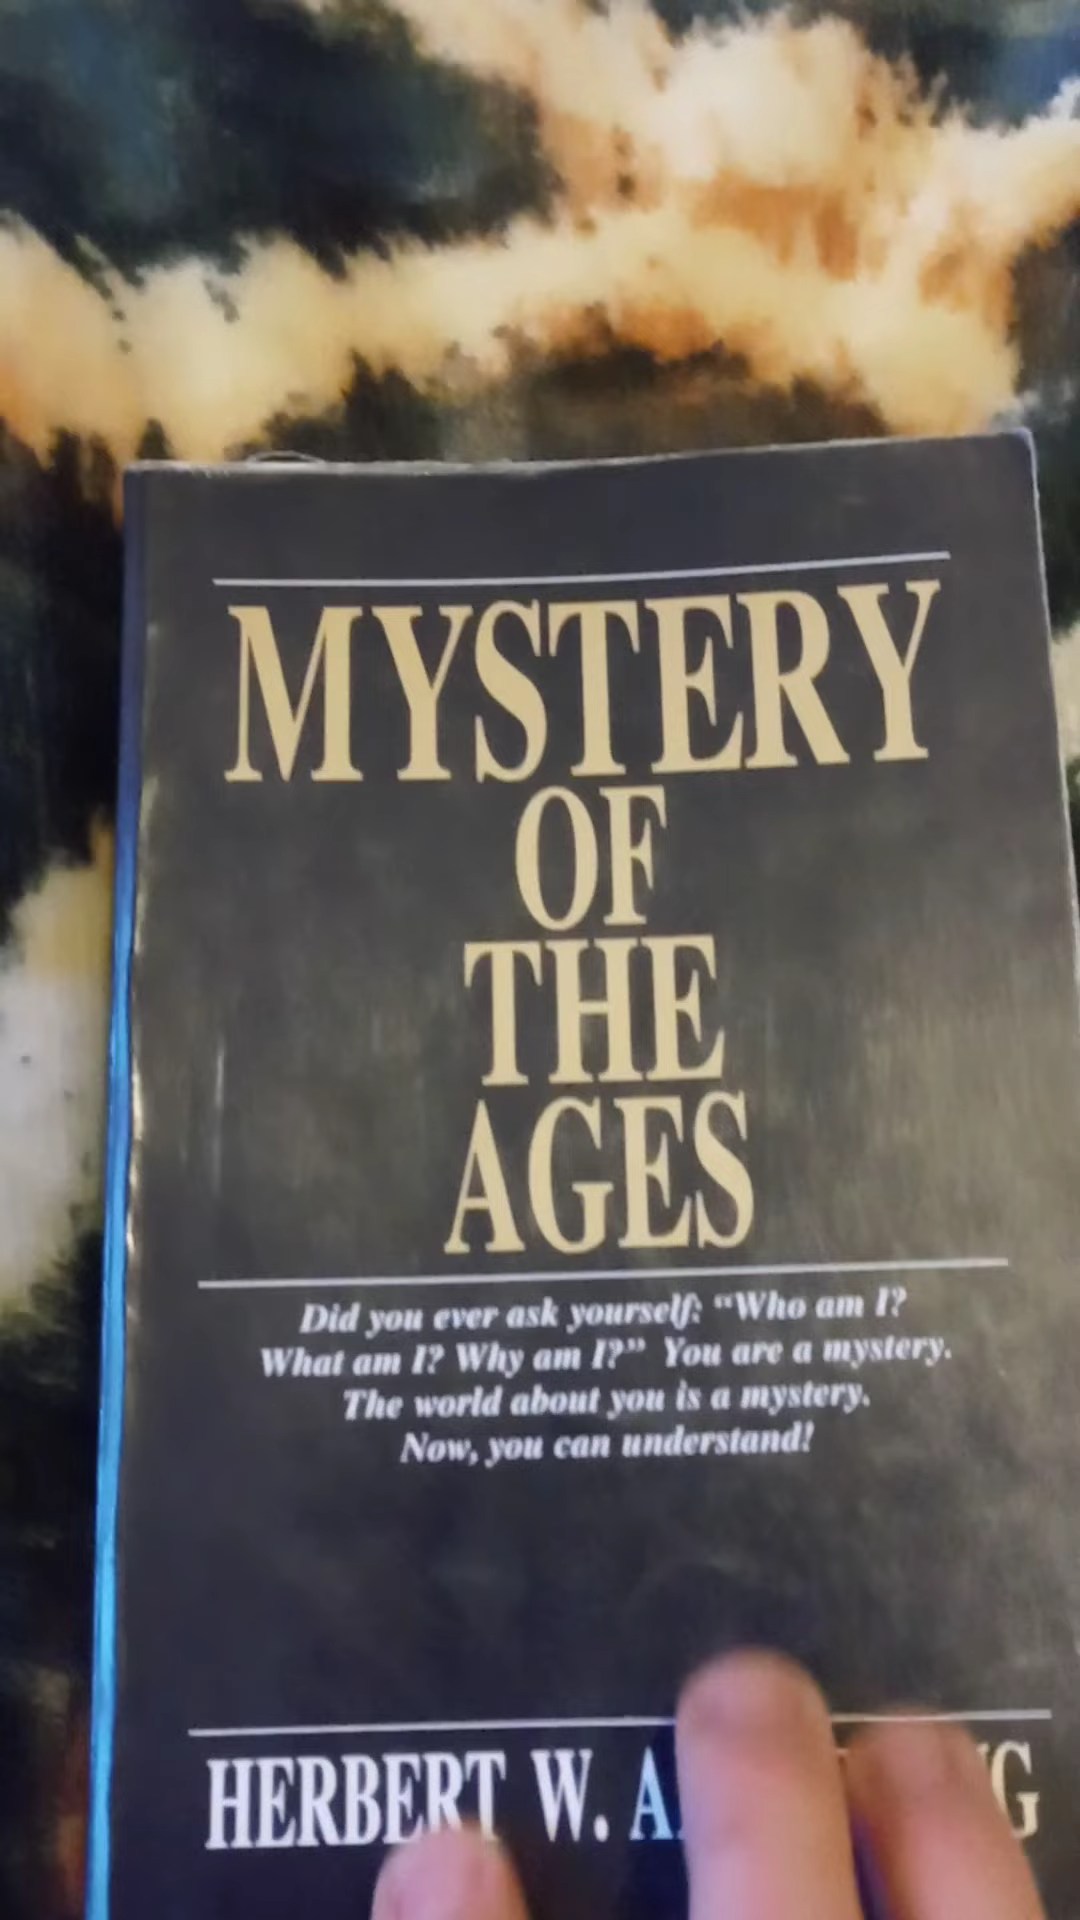 MYSTERY
OF
THE
AGES
Did you ever ask yourself: “Who am I?
What am I? Why am I?” You are a mystery.
The world about you is a mystery.
Now, you can understand!
HERBERT W.